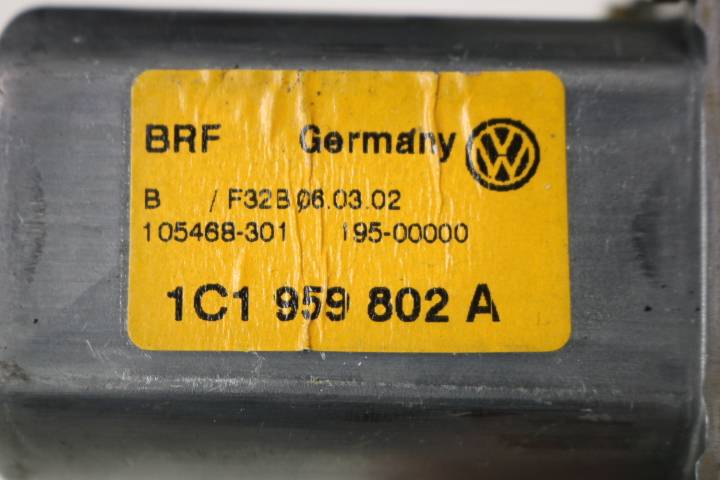 BRF Germany VW
B / F32B 06.03.02
105468-301 195-00000
1C1 959 802 A